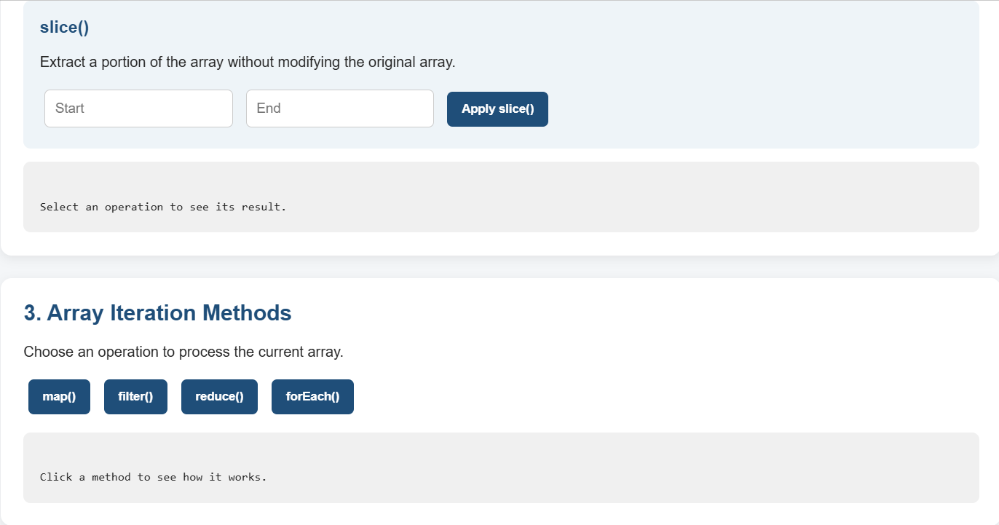 slice()
Extract a portion of the array without modifying the original array.
Start End Apply slice()
Select an operation to see its result.
3. Array Iteration Methods
Choose an operation to process the current array.
map() filter() reduce() forEach()
Click a method to see how it works.